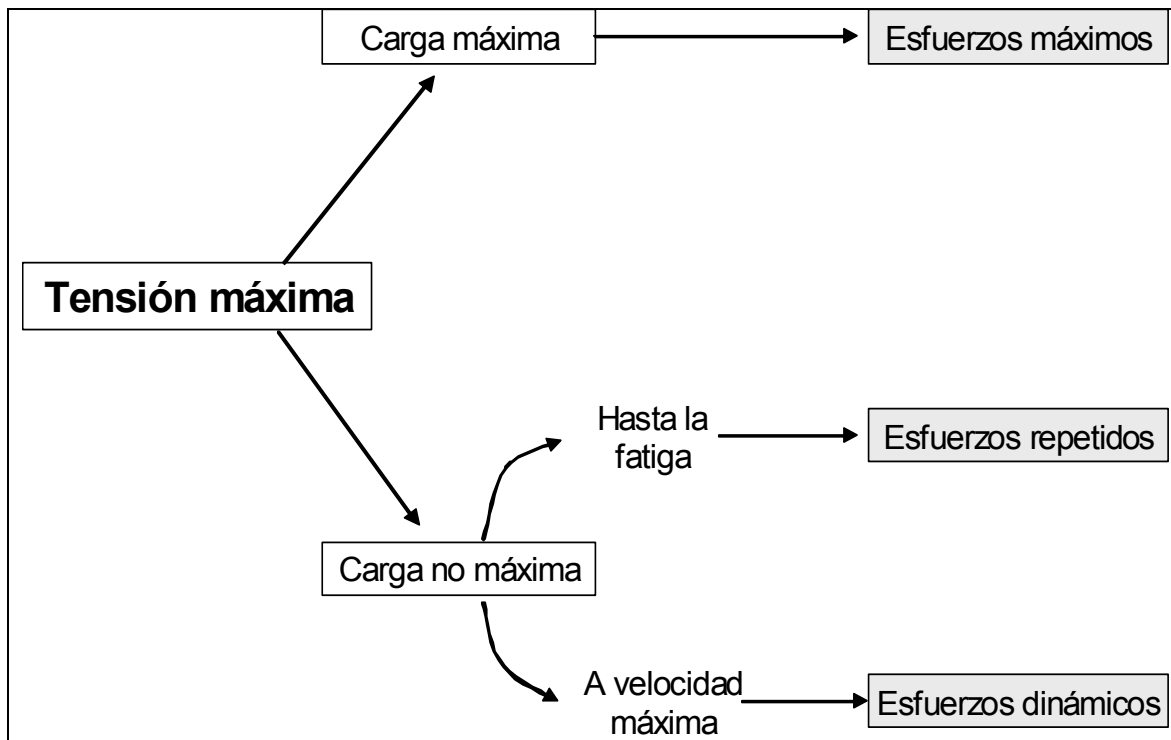 Carga máxima
Esfuerzos máximos
Tensión máxima
Hasta la
fatiga
Esfuerzos repetidos
Carga no máxima
A velocidad
máxima
Esfuerzos dinámicos